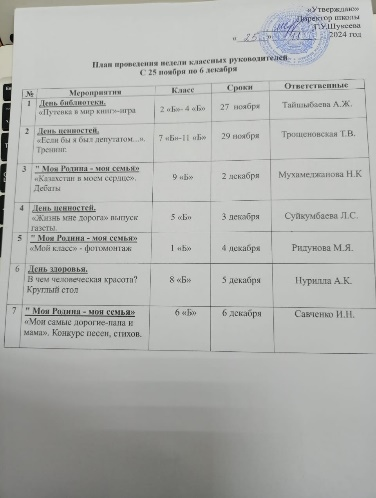 «Утверждаю»
Директор школы
Г.У.Шуксева
« 25 » 2024 год
План проведения недели классных руководителей
С 25 ноября по 6 декабря
№ Мероприятия Класс Сроки Ответственные
1 День библиотеки. 2 «Б»- 4 «Б» 27 ноября Тайшыбаева А.Ж.
«Путевка в мир книг»-игра
2 День ценностей. 7 «Б»-11 «Б» 29 ноября Трошеновская Т.В.
«Если бы я был депутатом...».
Тренинг.
3 " Моя Родина - моя семья» 9 «Б» 2 декабря Мухамеджанова Н.К
«Казахстан в моем сердце».
Дебаты
4 День ценностей. 5 «Б» 3 декабря Суйкумбаева Л.С.
«Жизнь мне дорога» выпуск
газеты.
5 " Моя Родина - моя семья» 1 «Б» 4 декабря Ридунова М.Я.
«Мой класс» - фотомонтаж
6 День здоровья. 8 «Б» 5 декабря Нурилла А.К.
В чем человеческая красота?
Круглый стол
7 " Моя Родина - моя семья» 6 «Б» 6 декабря Савченко И.Н.
«Мои самые дорогие-папа и
мама». Конкурс песен, стихов.